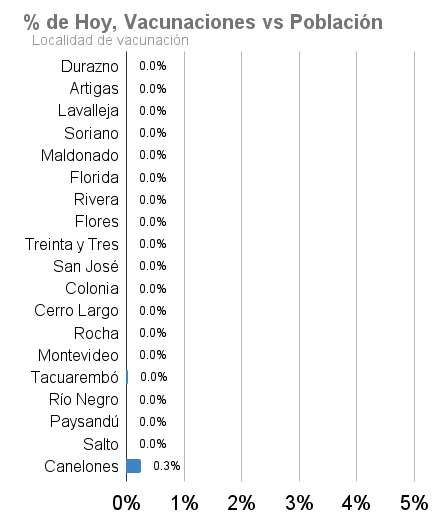 % de Hoy, Vacunaciones vs Población
Localidad de vacunación
Durazno 0.0%
Artigas 0.0%
Lavalleja 0.0%
Soriano 0.0%
Maldonado 0.0%
Florida 0.0%
Rivera 0.0%
Flores 0.0%
Treinta y Tres 0.0%
San José 0.0%
Colonia 0.0%
Cerro Largo 0.0%
Rocha 0.0%
Montevideo 0.0%
Tacuarembó 0.0%
Río Negro 0.0%
Paysandú 0.0%
Salto 0.0%
Canelones 0.3%
0% 1% 2% 3% 4% 5%